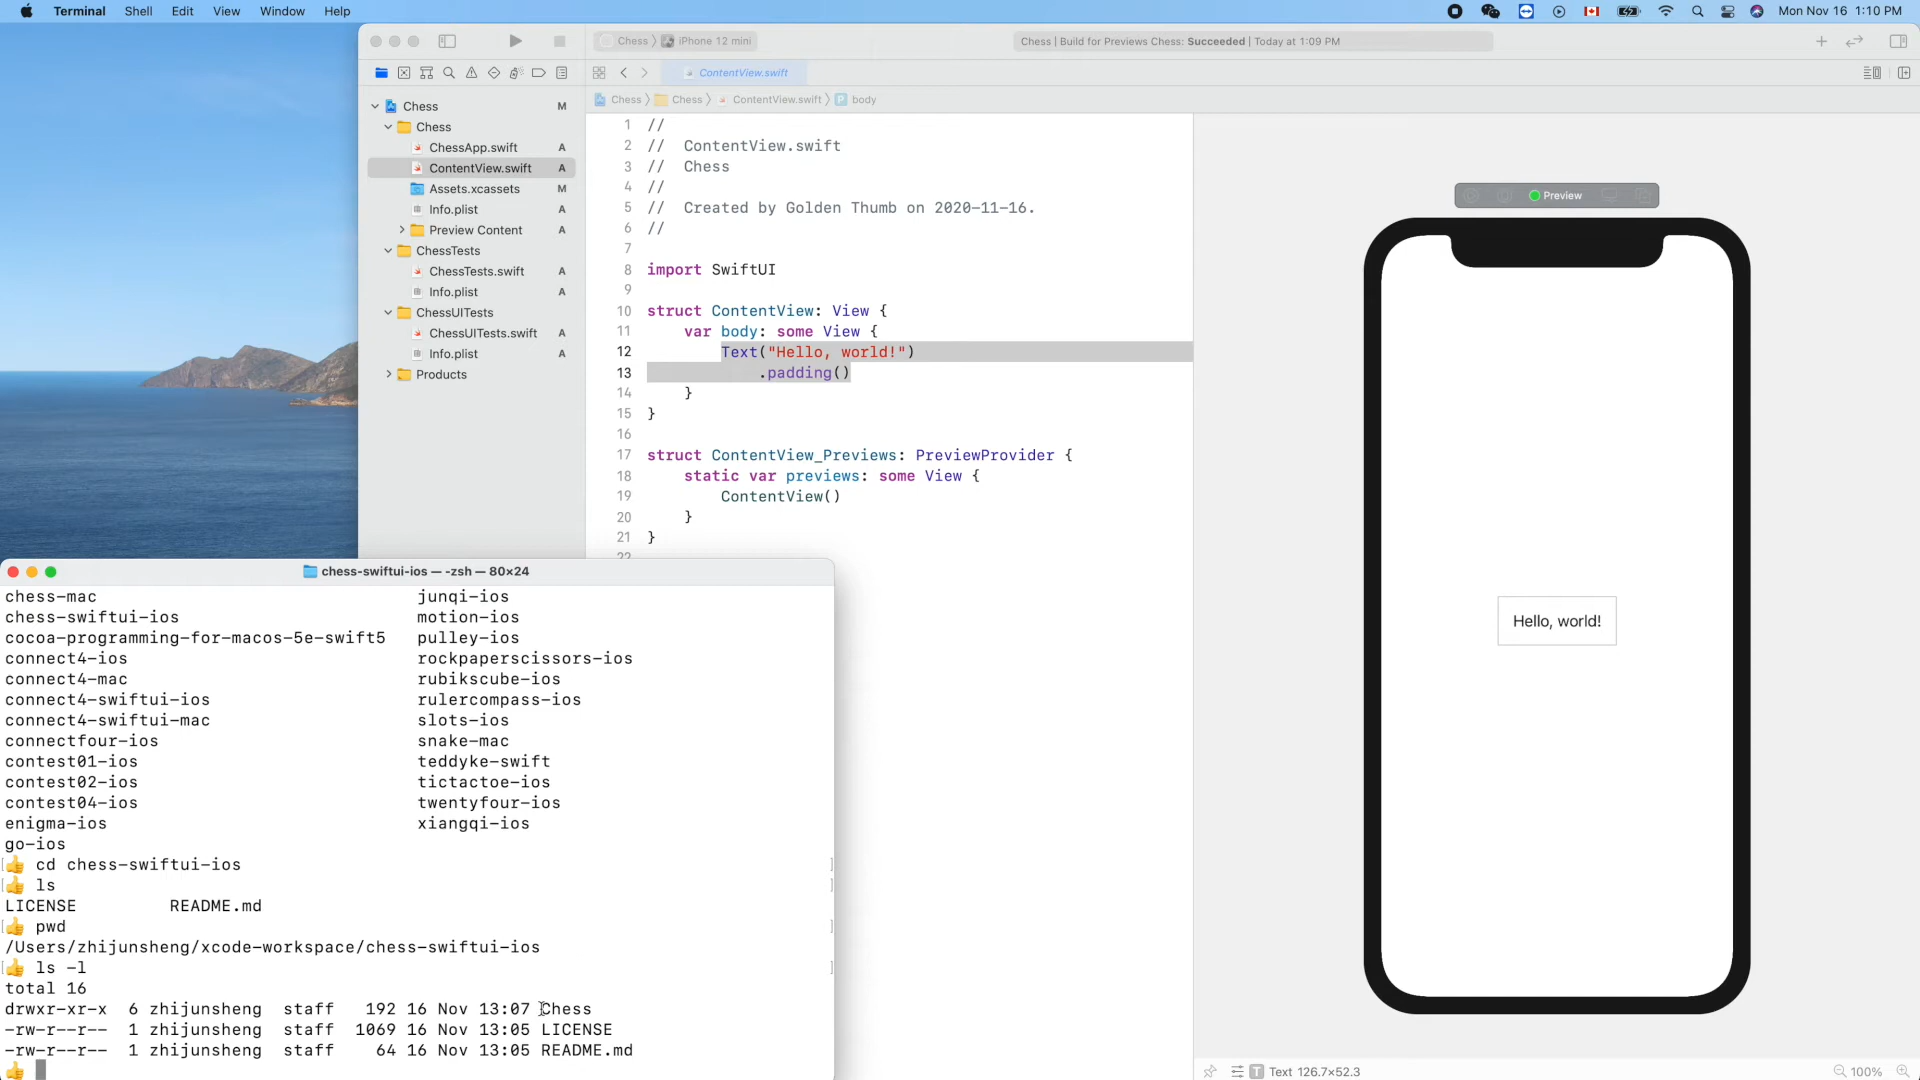 Terminal Shell Edit View Window Help Mon Nov 16 1:10 PM
Chess iPhone 12 mini Chess | Build for Previews Chess: Succeeded | Today at 1:09 PM
ContentView.swift
Chess M
Chess
ChessApp.swift A
ContentView.swift A
Assets.xcassets M
Info.plist A
Preview Content A
ChessTests
ChessTests.swift A
Info.plist A
ChessUITests
ChessUITests.swift A
Info.plist A
Products
Chess Chess ContentView.swift P body
1 //
2 //  ContentView.swift
3 //  Chess
4 //
5 //  Created by Golden Thumb on 2020-11-16.
6 //
7
8 import SwiftUI
9
10 struct ContentView: View {
11     var body: some View {
12         Text("Hello, world!")
13             .padding()
14     }
15 }
16
17 struct ContentView_Previews: PreviewProvider {
18     static var previews: some View {
19         ContentView()
20     }
21 }
22
Preview
Hello, world!
T Text 126.7×52.3 100%
chess-swiftui-ios — -zsh — 80×24
chess-mac junqi-ios
chess-swiftui-ios motion-ios
cocoa-programming-for-macos-5e-swift5 pulley-ios
connect4-ios rockpaperscissors-ios
connect4-mac rubikscube-ios
connect4-swiftui-ios rulercompass-ios
connect4-swiftui-mac slots-ios
connectfour-ios snake-mac
contest01-ios teddyke-swift
contest02-ios tictactoe-ios
contest04-ios twentyfour-ios
enigma-ios xiangqi-ios
go-ios
[👍 cd chess-swiftui-ios ]
[👍 ls ]
LICENSE README.md
[👍 pwd ]
/Users/zhijunsheng/xcode-workspace/chess-swiftui-ios
[👍 ls -l ]
total 16
drwxr-xr-x 6 zhijunsheng staff 192 16 Nov 13:07 Chess
-rw-r--r-- 1 zhijunsheng staff 1069 16 Nov 13:05 LICENSE
-rw-r--r-- 1 zhijunsheng staff 64 16 Nov 13:05 README.md
👍